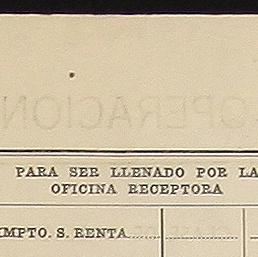 OPERACION
PARA SER LLENADO POR LA
OFICINA RECEPTORA
IMPTO. S. RENTA